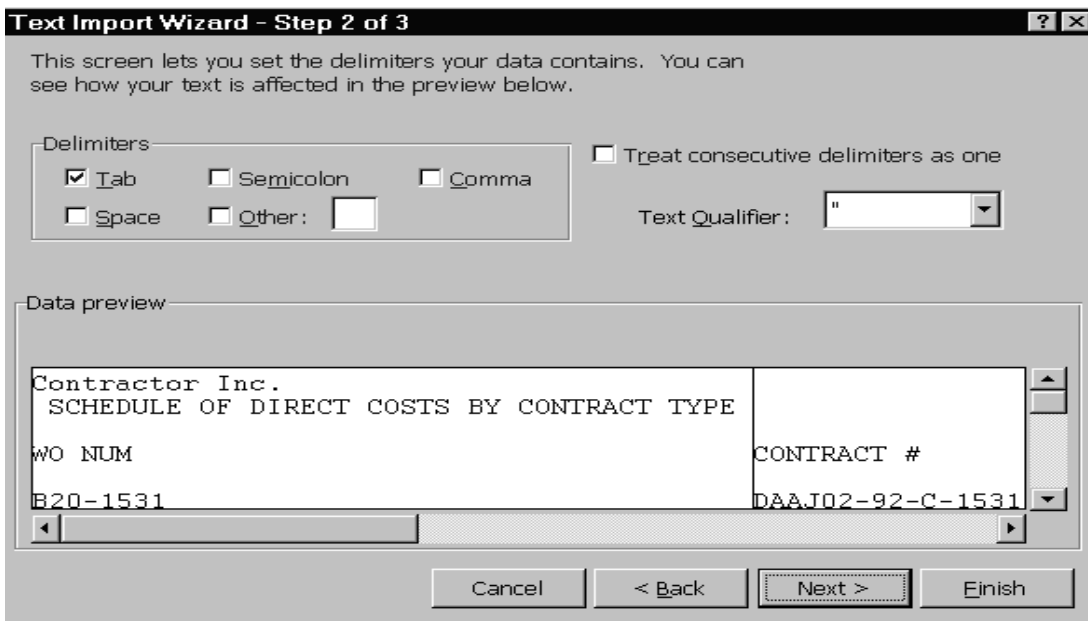 Text Import Wizard - Step 2 of 3
This screen lets you set the delimiters your data contains. You can
see how your text is affected in the preview below.
Delimiters
Tab Semicolon Comma
Space Other:
Treat consecutive delimiters as one
Text Qualifier: "
Data preview
Contractor Inc.
SCHEDULE OF DIRECT COSTS BY CONTRACT TYPE
WO NUM CONTRACT #
B20-1531 DAAJ02-92-C-1531
Cancel < Back Next > Finish